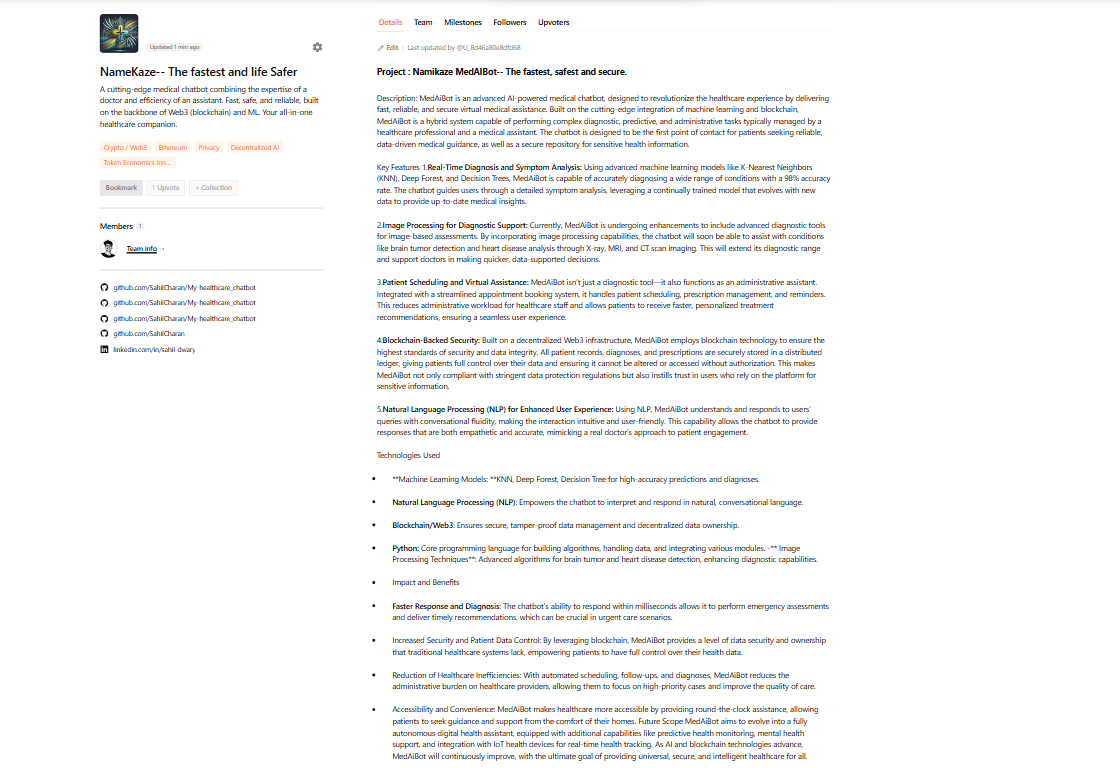 Updated 1 min ago
NameKaze-- The fastest and life Safer
A cutting-edge medical chatbot combining the expertise of a
doctor and efficiency of an assistant. Fast, safe, and reliable, built
on the backbone of Web3 (blockchain) and ML. Your all-in-one
healthcare companion.
Crypto / Web3 Ethereum Privacy Decentralized AI
Token Economics Inn...
Bookmark ↑ Upvote + Collection
Members 1
Team info →
github.com/SahilCharan/My-healthcare_chatbot
github.com/SahilCharan/My-healthcare_chatbot
github.com/SahilCharan/My-healthcare_chatbot
github.com/SahilCharan
linkedin.com/in/sahil-dwary
Details Team Milestones Followers Upvoters
Edit | Last updated by @U_8d46a80e8dfd68
Project : Namikaze MedAIBot-- The fastest, safest and secure.
Description: MedAiBot is an advanced AI-powered medical chatbot, designed to revolutionize the healthcare experience by delivering
fast, reliable, and secure virtual medical assistance. Built on the cutting-edge integration of machine learning and blockchain,
MedAiBot is a hybrid system capable of performing complex diagnostic, predictive, and administrative tasks typically managed by a
healthcare professional and a medical assistant. The chatbot is designed to be the first point of contact for patients seeking reliable,
data-driven medical guidance, as well as a secure repository for sensitive health information.
Key Features 1.Real-Time Diagnosis and Symptom Analysis: Using advanced machine learning models like K-Nearest Neighbors
(KNN), Deep Forest, and Decision Trees, MedAiBot is capable of accurately diagnosing a wide range of conditions with a 98% accuracy
rate. The chatbot guides users through a detailed symptom analysis, leveraging a continually trained model that evolves with new
data to provide up-to-date medical insights.
2.Image Processing for Diagnostic Support: Currently, MedAiBot is undergoing enhancements to include advanced diagnostic tools
for image-based assessments. By incorporating image processing capabilities, the chatbot will soon be able to assist with conditions
like brain tumor detection and heart disease analysis through X-ray, MRI, and CT scan imaging. This will extend its diagnostic range
and support doctors in making quicker, data-supported decisions.
3.Patient Scheduling and Virtual Assistance: MedAiBot isn't just a diagnostic tool—it also functions as an administrative assistant.
Integrated with a streamlined appointment booking system, it handles patient scheduling, prescription management, and reminders.
This reduces administrative workload for healthcare staff and allows patients to receive faster, personalized treatment
recommendations, ensuring a seamless user experience.
4.Blockchain-Backed Security: Built on a decentralized Web3 infrastructure, MedAiBot employs blockchain technology to ensure the
highest standards of security and data integrity. All patient records, diagnoses, and prescriptions are securely stored in a distributed
ledger, giving patients full control over their data and ensuring it cannot be altered or accessed without authorization. This makes
MedAiBot not only compliant with stringent data protection regulations but also instills trust in users who rely on the platform for
sensitive information.
5.Natural Language Processing (NLP) for Enhanced User Experience: Using NLP, MedAiBot understands and responds to users'
queries with conversational fluidity, making the interaction intuitive and user-friendly. This capability allows the chatbot to provide
responses that are both empathetic and accurate, mimicking a real doctor's approach to patient engagement.
Technologies Used
• **Machine Learning Models: **KNN, Deep Forest, Decision Tree for high-accuracy predictions and diagnoses.
• Natural Language Processing (NLP): Empowers the chatbot to interpret and respond in natural, conversational language.
• Blockchain/Web3: Ensures secure, tamper-proof data management and decentralized data ownership.
• Python: Core programming language for building algorithms, handling data, and integrating various modules. -** Image
Processing Techniques**: Advanced algorithms for brain tumor and heart disease detection, enhancing diagnostic capabilities.
• Impact and Benefits
• Faster Response and Diagnosis: The chatbot's ability to respond within milliseconds allows it to perform emergency assessments
and deliver timely recommendations, which can be crucial in urgent care scenarios.
• Increased Security and Patient Data Control: By leveraging blockchain, MedAiBot provides a level of data security and ownership
that traditional healthcare systems lack, empowering patients to have full control over their health data.
• Reduction of Healthcare Inefficiencies: With automated scheduling, follow-ups, and diagnoses, MedAiBot reduces the
administrative burden on healthcare providers, allowing them to focus on high-priority cases and improve the quality of care.
• Accessibility and Convenience: MedAiBot makes healthcare more accessible by providing round-the-clock assistance, allowing
patients to seek guidance and support from the comfort of their homes. Future Scope MedAiBot aims to evolve into a fully
autonomous digital health assistant, equipped with additional capabilities like predictive health monitoring, mental health
support, and integration with IoT health devices for real-time health tracking. As AI and blockchain technologies advance,
MedAiBot will continuously improve, with the ultimate goal of providing universal, secure, and intelligent healthcare for all.